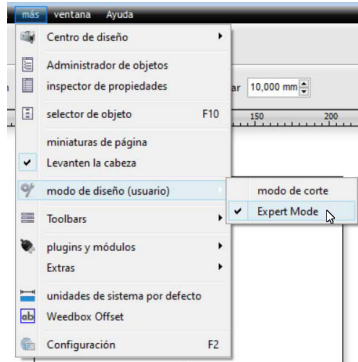 más ventana Ayuda
Centro de diseño
Administrador de objetos
inspector de propiedades
ar 10,000 mm
selector de objeto F10
150 200
miniaturas de página
Levanten la cabeza
modo de diseño (usuario)
modo de corte
Expert Mode
Toolbars
plugins y módulos
Extras
unidades de sistema por defecto
ab Weedbox Offset
Configuración F2